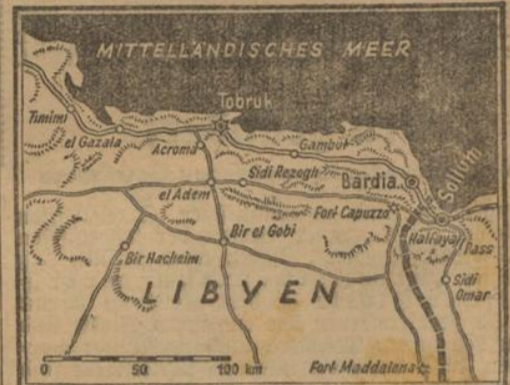 MITTELLÄNDISCHES MEER
Tobruk
Timimi
el Gazala
Acroma
Gambut
Sidi Rezegh
Bardia
Sollum
el Adem
Fort Capuzzo
Halfaya Pass
Bir el Gobi
Bir Hacheim
Sidi Omar
LIBYEN
0 50 100 km
Fort Maddalena